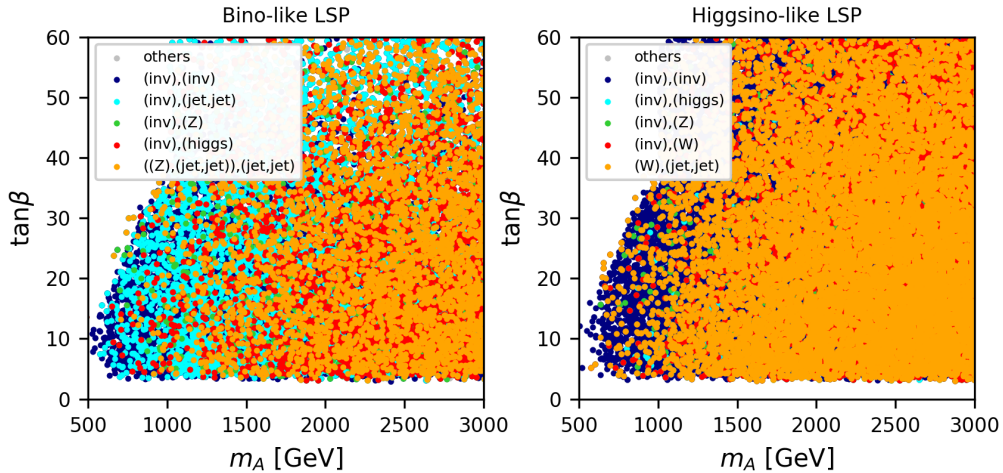 Bino-like LSP
60
50
40
30
20
10
0
tanβ
others
(inv),(inv)
(inv),(jet,jet)
(inv),(Z)
(inv),(higgs)
((Z),(jet,jet)),(jet,jet)
500 1000 1500 2000 2500 3000
m_A [GeV]
Higgsino-like LSP
60
50
40
30
20
10
0
tanβ
others
(inv),(inv)
(inv),(higgs)
(inv),(Z)
(inv),(W)
(W),(jet,jet)
500 1000 1500 2000 2500 3000
m_A [GeV]